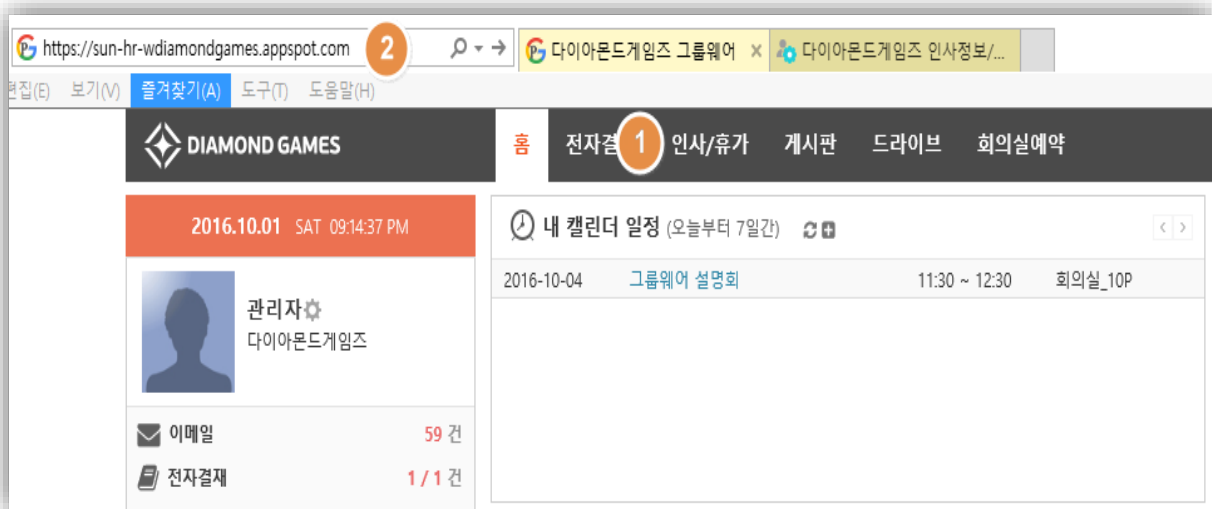 https://sun-hr-wdiamondgames.appspot.com 2 다이아몬드게임즈 그룹웨어 다이아몬드게임즈 인사정보/...
편집(E) 보기(V) 즐겨찾기(A) 도구(T) 도움말(H)
DIAMOND GAMES 홈 전자결 1 인사/휴가 게시판 드라이브 회의실예약
2016.10.01 SAT 09:14:37 PM
내 캘린더 일정 (오늘부터 7일간)
2016-10-04 그룹웨어 설명회 11:30 ~ 12:30 회의실_10P
관리자
다이아몬드게임즈
이메일 59 건
전자결재 1 / 1 건